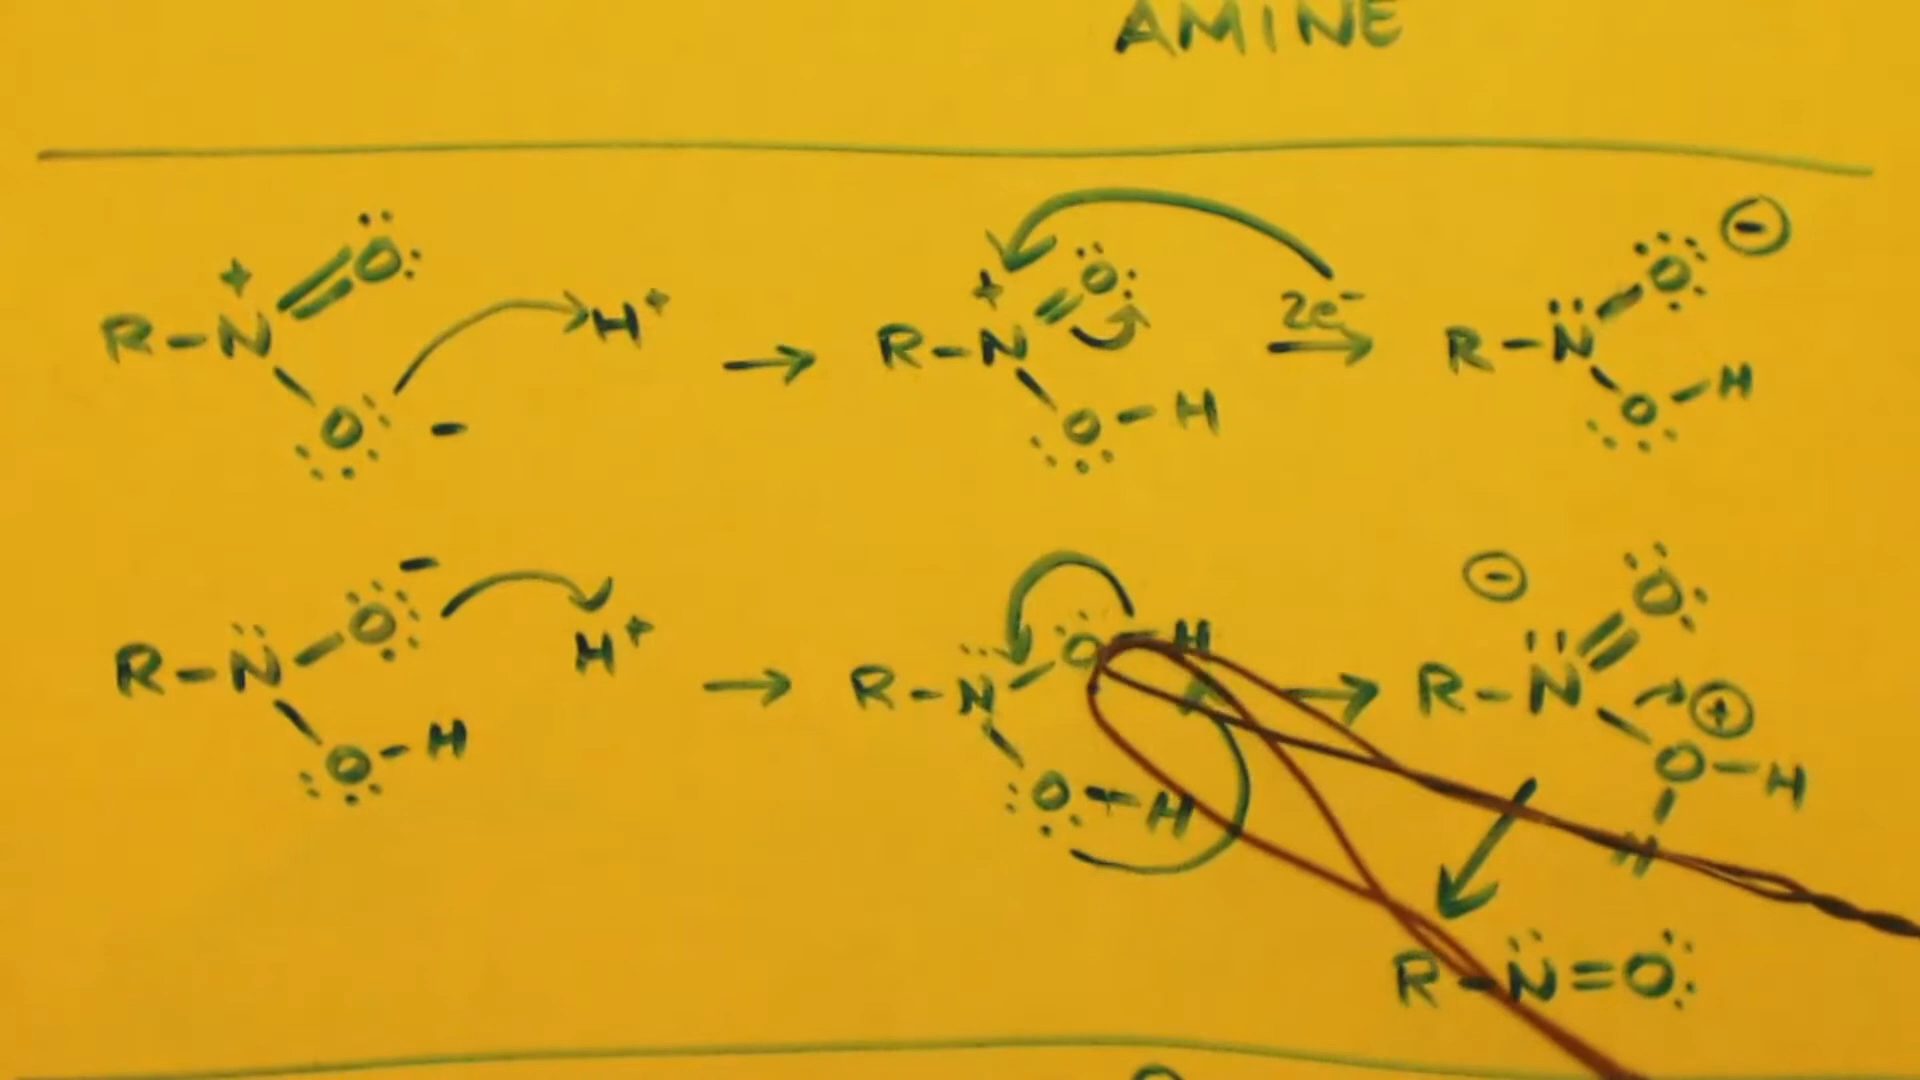 AMINE
R-N⁺=O H⁺ → R-N⁺=O 2e⁻ → R-N-O ⊖
O - O-H O-H
R-N-O⁻ H⁺ → R-N-O-H → ⊖ R-N=O ⊕
O-H O-H O-H
H
R-N=O